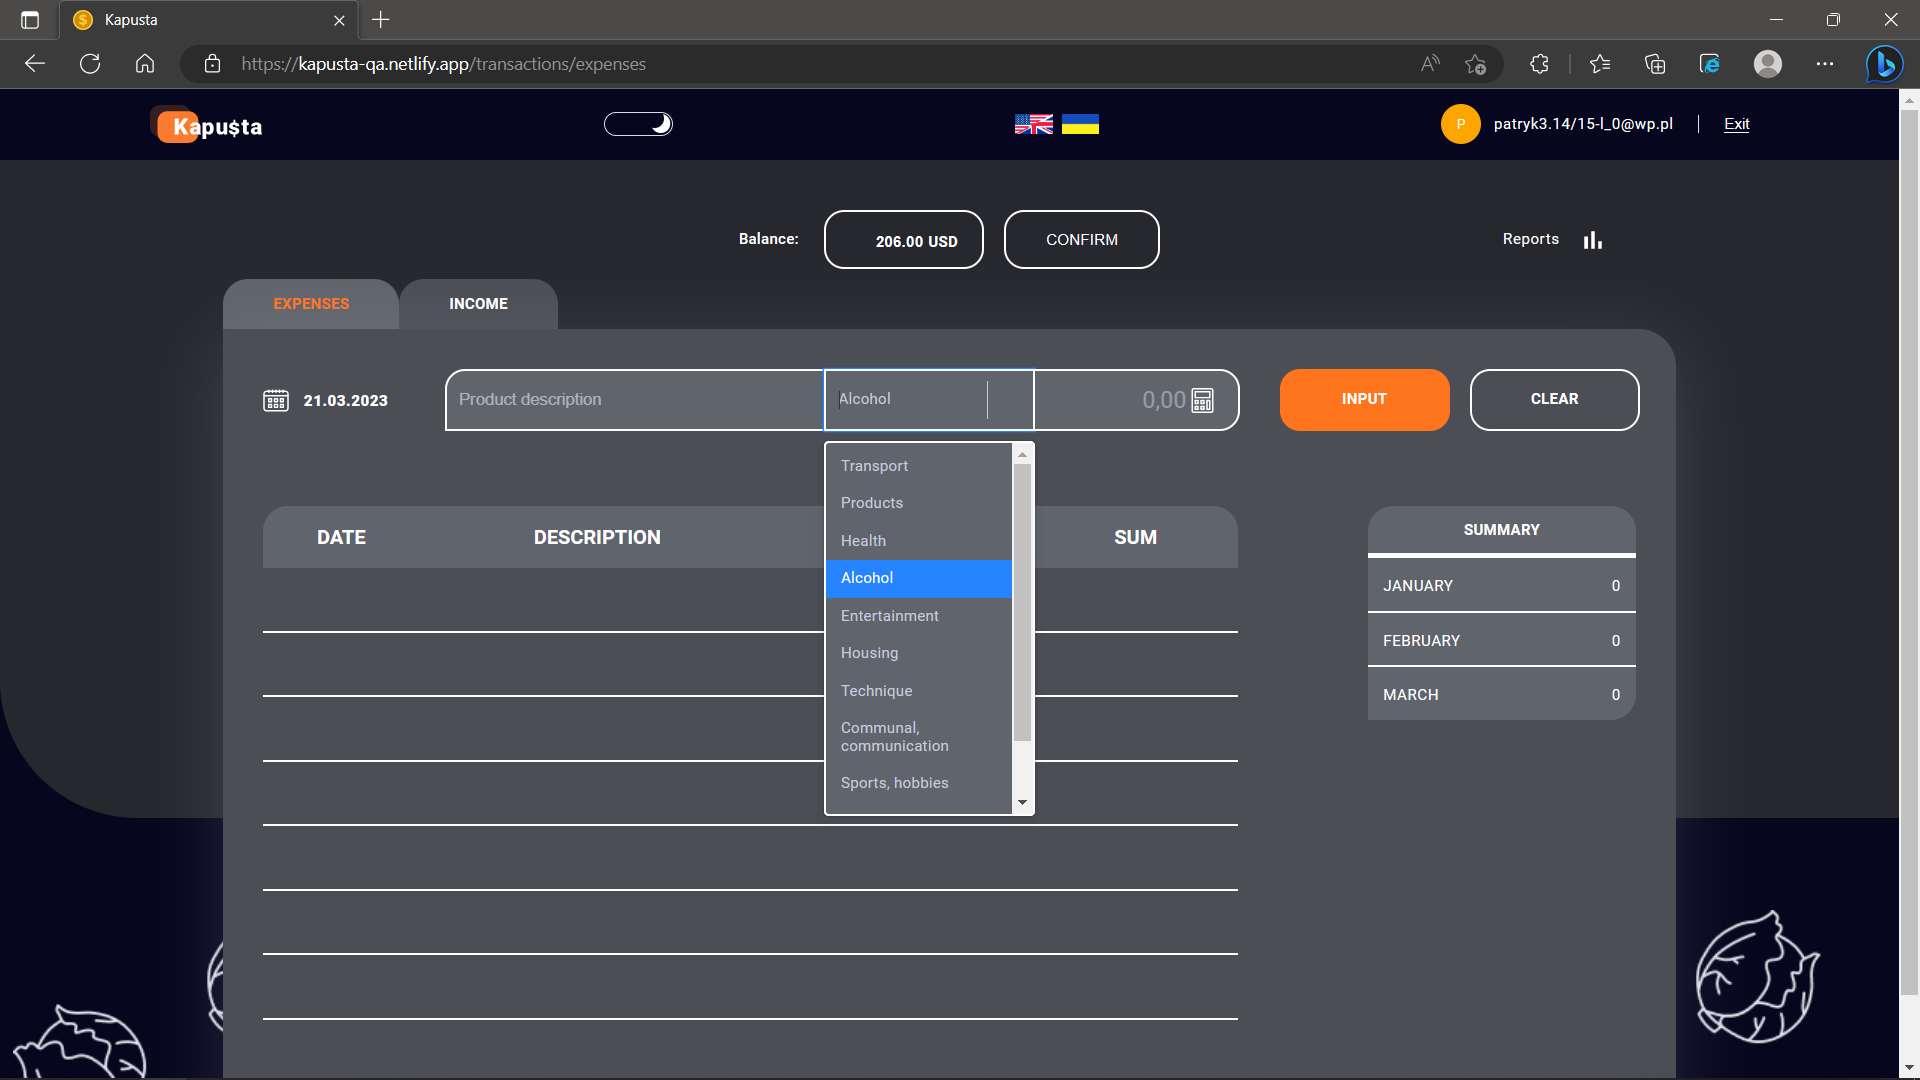 Kapusta
https://kapusta-qa.netlify.app/transactions/expenses
Kapu$ta
P
patryk3.14/15-l_0@wp.pl
Exit
Balance:
206.00 USD
CONFIRM
Reports
EXPENSES
INCOME
21.03.2023
Product description
Alcohol
0,00
INPUT
CLEAR
Transport
Products
Health
Alcohol
Entertainment
Housing
Technique
Communal,
communication
Sports, hobbies
DATE
DESCRIPTION
SUM
SUMMARY
JANUARY 0
FEBRUARY 0
MARCH 0